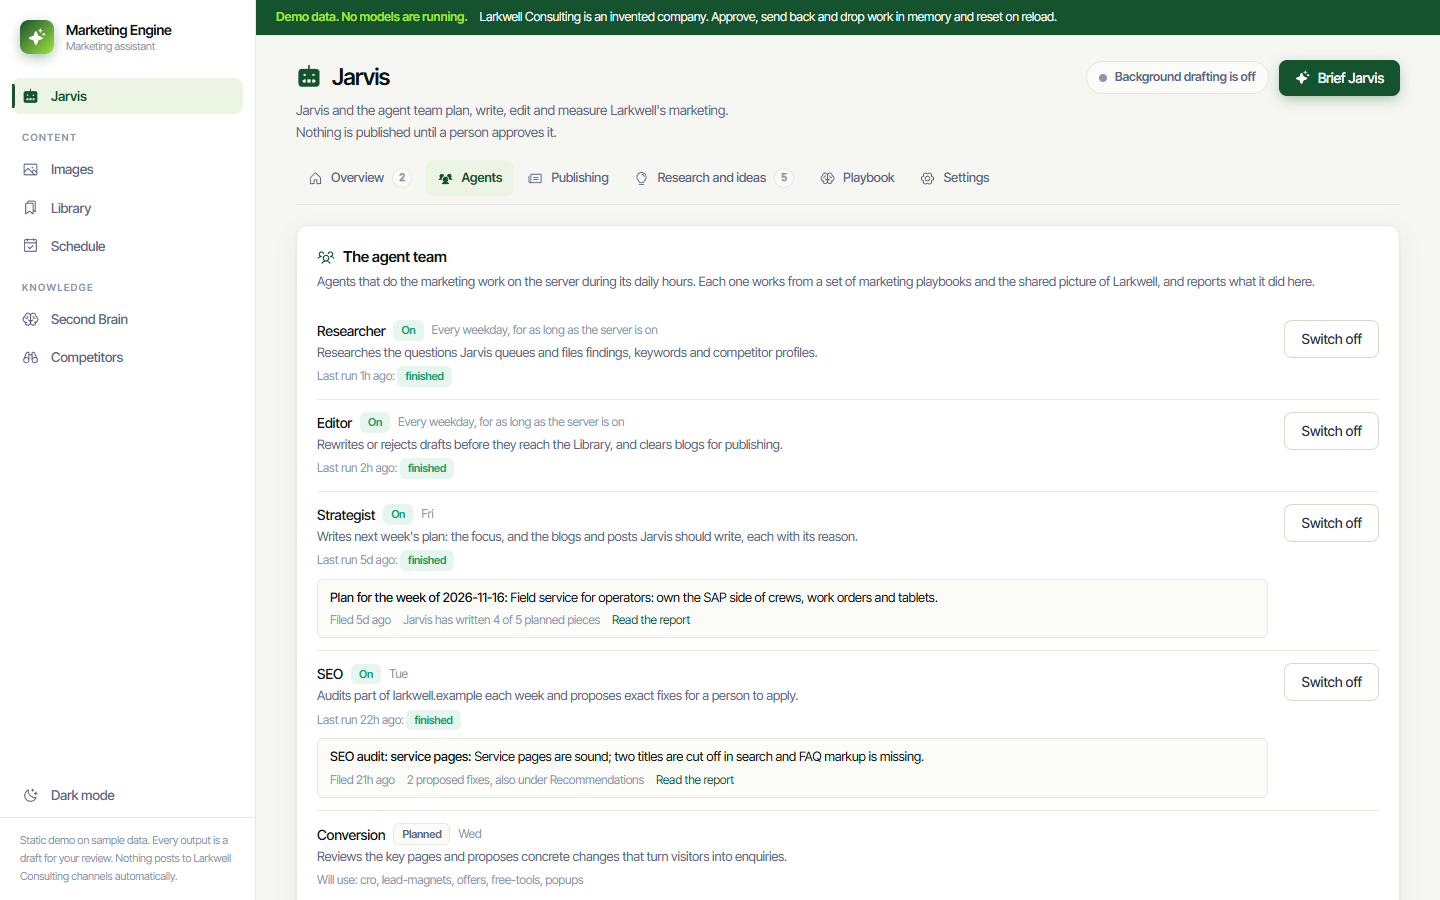 Marketing Engine
Marketing assistant
Jarvis
CONTENT
Images
Library
Schedule
KNOWLEDGE
Second Brain
Competitors
Dark mode
Static demo on sample data. Every output is a
draft for your review. Nothing posts to Larkwell
Consulting channels automatically.
Demo data. No models are running. Larkwell Consulting is an invented company. Approve, send back and drop work in memory and reset on reload.
Jarvis
Background drafting is off
Brief Jarvis
Jarvis and the agent team plan, write, edit and measure Larkwell's marketing.
Nothing is published until a person approves it.
Overview 2 Agents Publishing Research and ideas 5 Playbook Settings
The agent team
Agents that do the marketing work on the server during its daily hours. Each one works from a set of marketing playbooks and the shared picture of Larkwell, and reports what it did here.
Researcher On Every weekday, for as long as the server is on
Switch off
Researches the questions Jarvis queues and files findings, keywords and competitor profiles.
Last run 1h ago: finished
Editor On Every weekday, for as long as the server is on
Switch off
Rewrites or rejects drafts before they reach the Library, and clears blogs for publishing.
Last run 2h ago: finished
Strategist On Fri
Switch off
Writes next week's plan: the focus, and the blogs and posts Jarvis should write, each with its reason.
Last run 5d ago: finished
Plan for the week of 2026-11-16: Field service for operators: own the SAP side of crews, work orders and tablets.
Filed 5d ago Jarvis has written 4 of 5 planned pieces Read the report
SEO On Tue
Switch off
Audits part of larkwell.example each week and proposes exact fixes for a person to apply.
Last run 22h ago: finished
SEO audit: service pages: Service pages are sound; two titles are cut off in search and FAQ markup is missing.
Filed 21h ago 2 proposed fixes, also under Recommendations Read the report
Conversion Planned Wed
Reviews the key pages and proposes concrete changes that turn visitors into enquiries.
Will use: cro, lead-magnets, offers, free-tools, popups